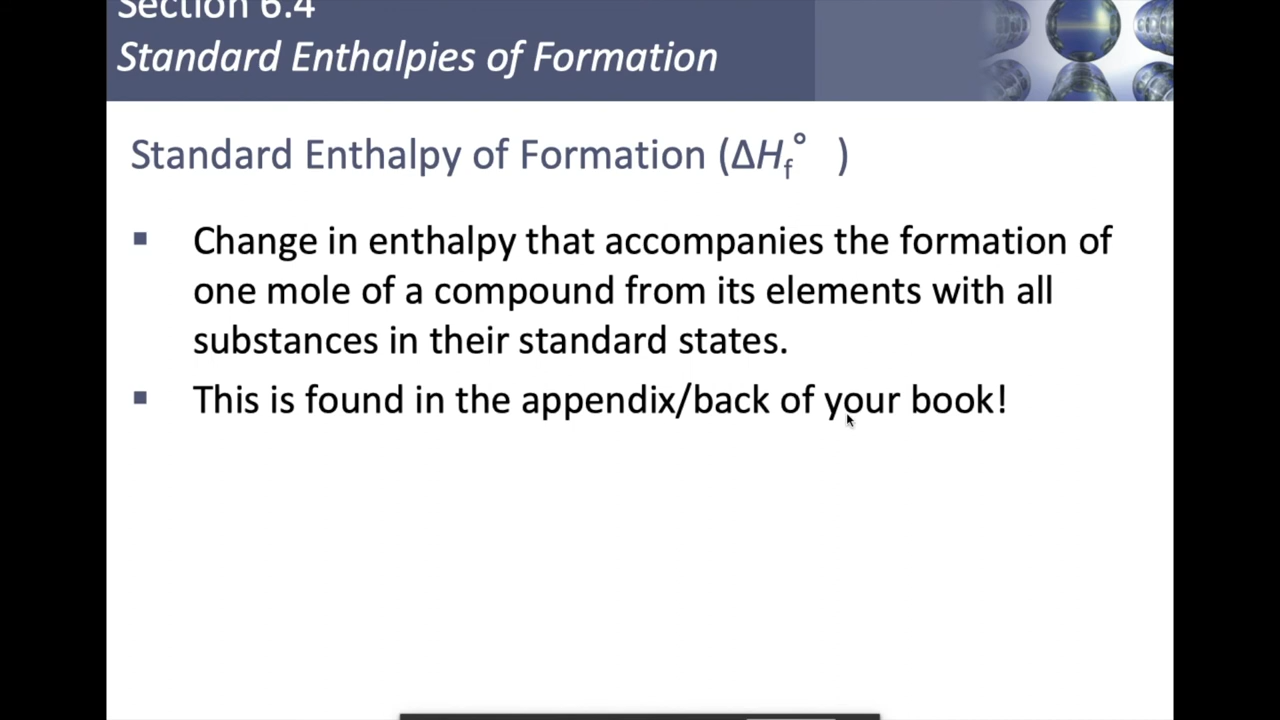 Section 6.4
Standard Enthalpies of Formation
Standard Enthalpy of Formation (ΔHf° )
Change in enthalpy that accompanies the formation of
one mole of a compound from its elements with all
substances in their standard states.
This is found in the appendix/back of your book!